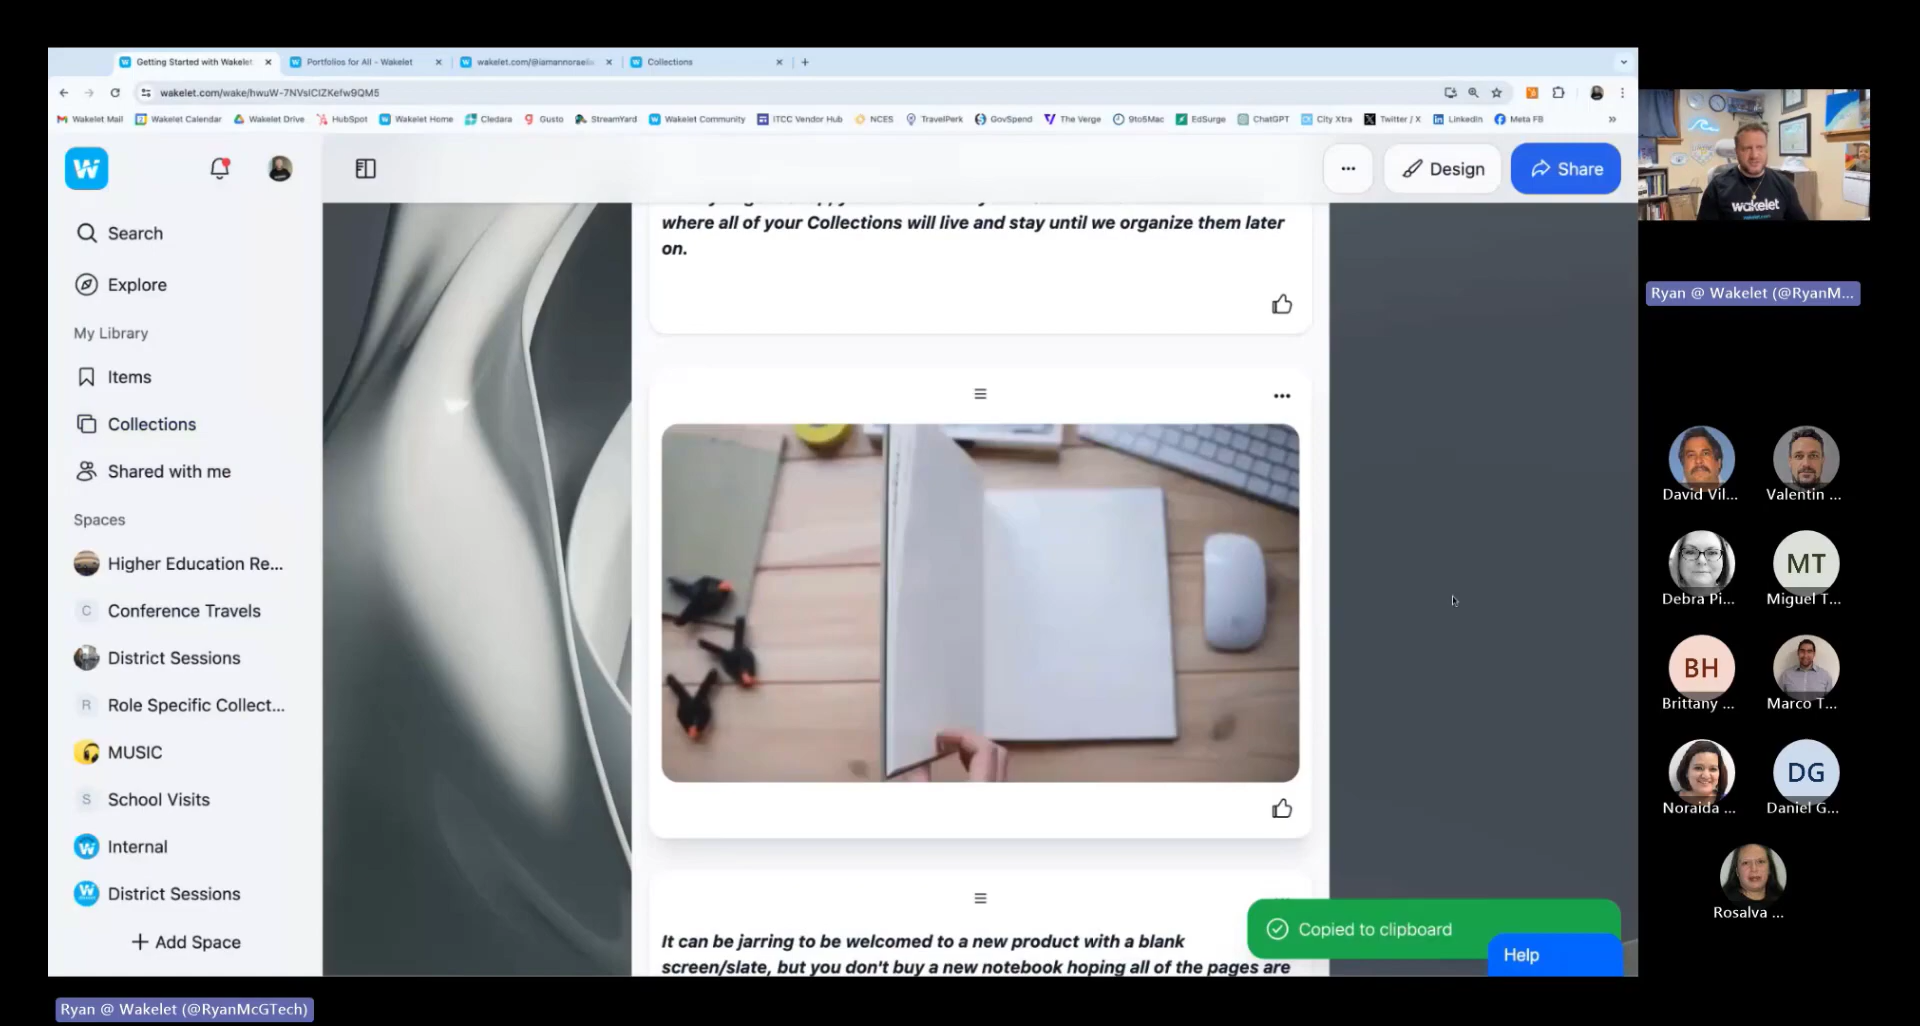 Getting Started with Wakelet
Portfolios for All - Wakelet
wakelet.com/@iamannorselia
Collections
wakelet.com/wake/hwuW-7NVsICIZKefw9QM5
Wakelet Mail
Wakelet Calendar
Wakelet Drive
HubSpot
Wakelet Home
Cledara
Gusto
StreamYard
Wakelet Community
ITCC Vendor Hub
NCES
TravelPerk
GovSpend
The Verge
9to5Mac
EdSurge
ChatGPT
City Xtra
Twitter / X
LinkedIn
Meta FB
Design
Share
Search
Explore
My Library
Items
Collections
Shared with me
Spaces
Higher Education Re...
C Conference Travels
District Sessions
R Role Specific Collect...
MUSIC
S School Visits
Internal
District Sessions
+ Add Space
where all of your Collections will live and stay until we organize them later
on.
It can be jarring to be welcomed to a new product with a blank
screen/slate, but you don't buy a new notebook hoping all of the pages are
Copied to clipboard
Help
wakelet
Ryan @ Wakelet (@RyanM...
David Vil...
Valentin ...
Debra Pi...
MT
Miguel T...
BH
Brittany ...
Marco T...
Noraida ...
DG
Daniel G...
Rosalva ...
Ryan @ Wakelet (@RyanMcGTech)